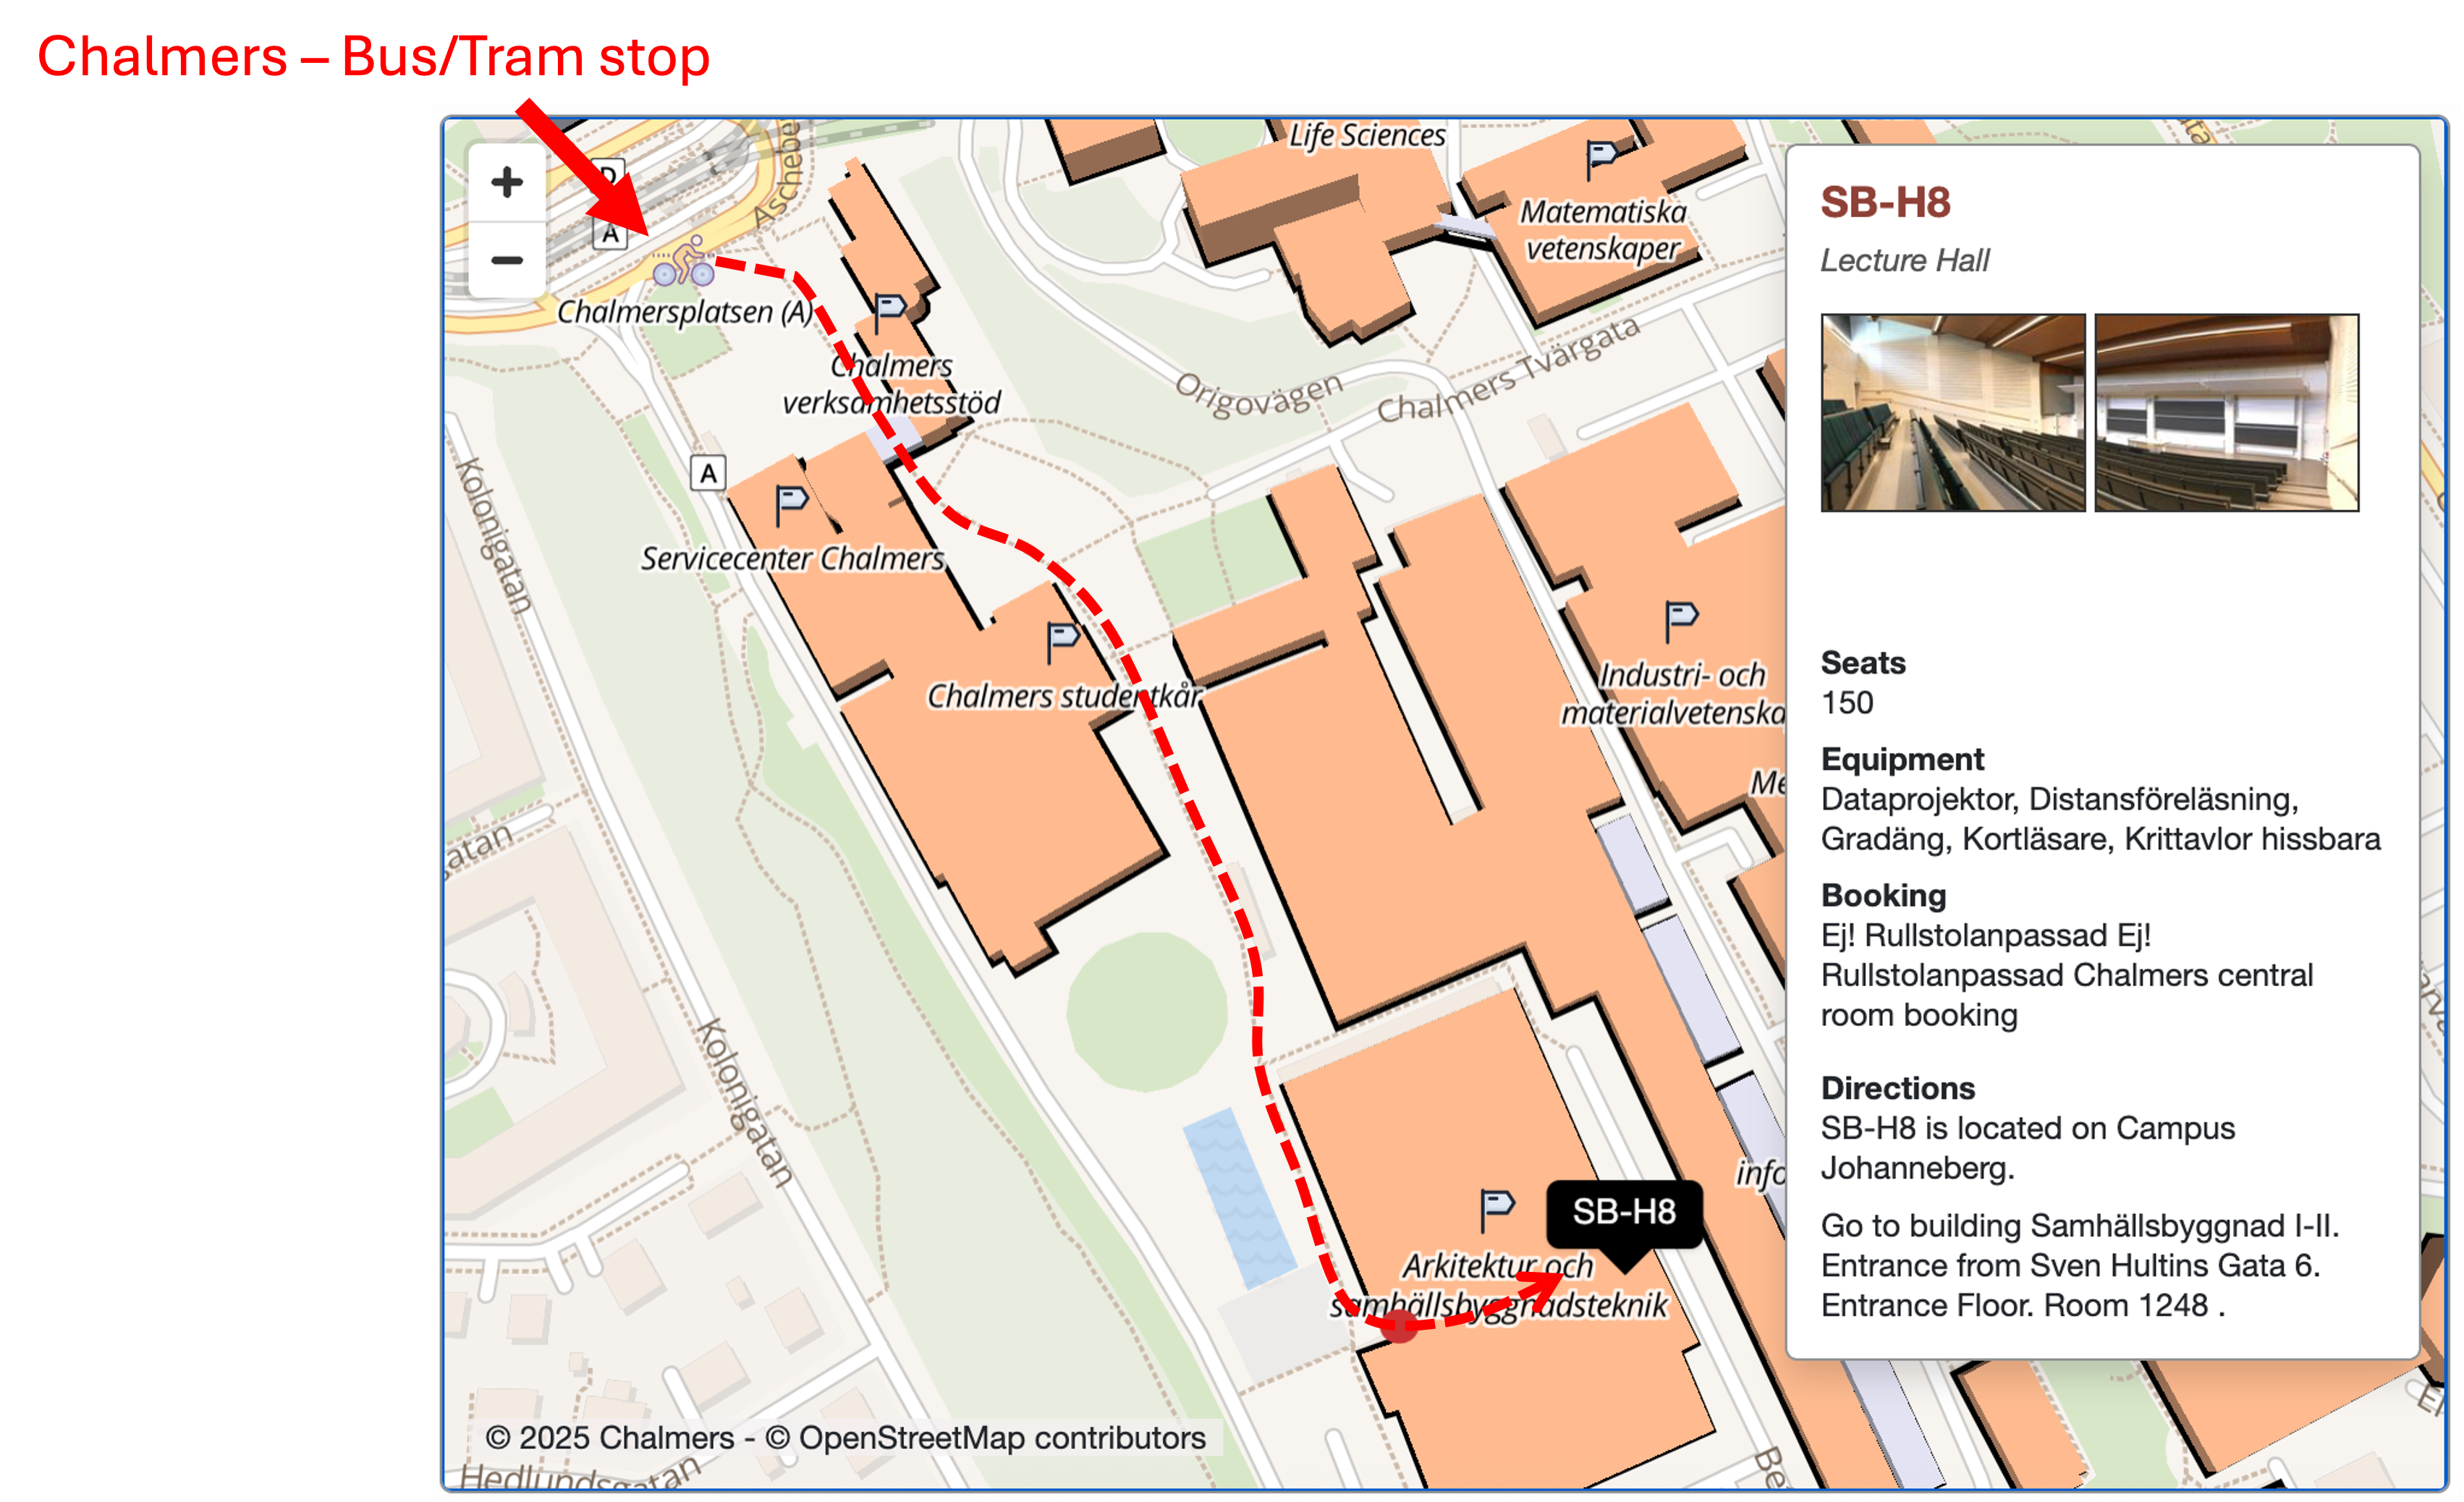 Chalmers – Bus/Tram stop
+
−
D
A
Aschebe
Chalmersplatsen (A)
Life Sciences
Matematiska
vetenskaper
Chalmers
verksamhetsstöd
Origovägen
Chalmers Tvärgata
A
Servicecenter Chalmers
Kolonigatan
Chalmers studentkår
Industri- och
materialvetenska
Me
atan
Kolonigatan
info
SB-H8
Arkitektur och
samhällsbyggnadsteknik
© 2025 Chalmers - © OpenStreetMap contributors
Hedlundsgatan
Be
SB-H8
Lecture Hall
Seats
150
Equipment
Dataprojektor, Distansföreläsning,
Gradäng, Kortläsare, Krittavlor hissbara
Booking
Ej! Rullstolanpassad Ej!
Rullstolanpassad Chalmers central
room booking
Directions
SB-H8 is located on Campus
Johanneberg.
Go to building Samhällsbyggnad I-II.
Entrance from Sven Hultins Gata 6.
Entrance Floor. Room 1248 .